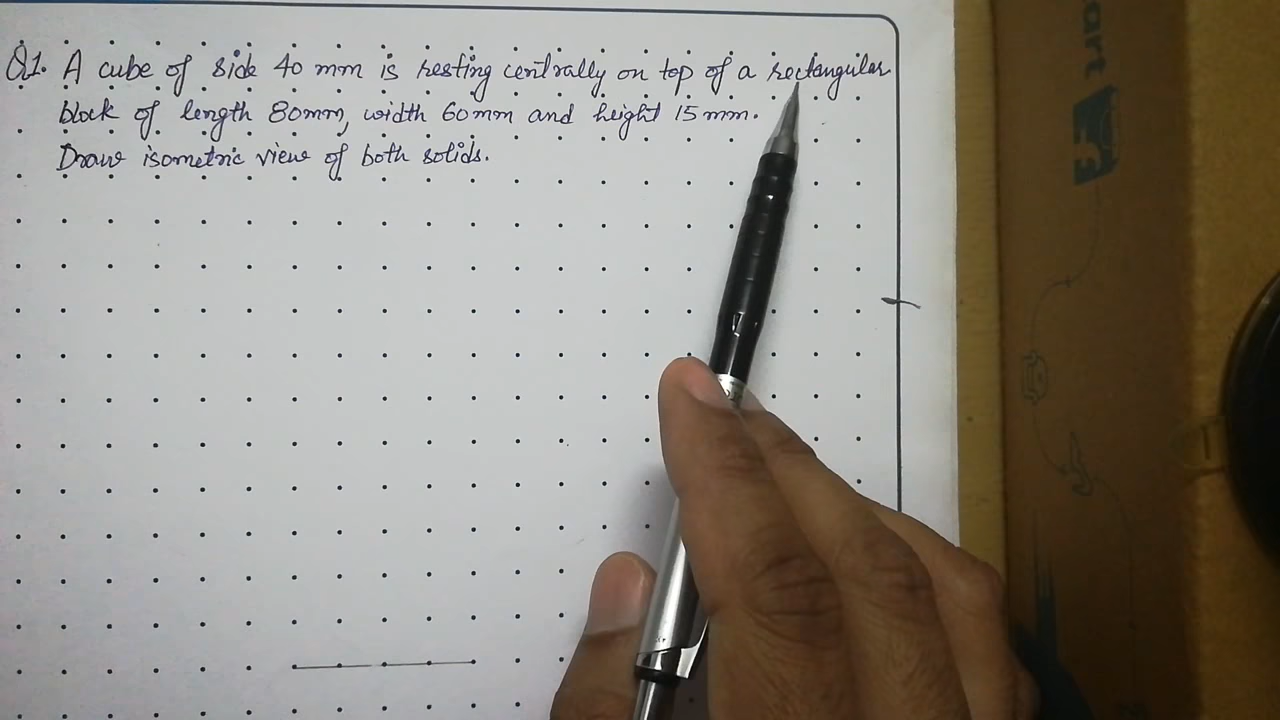 Q1. A cube of side 40 mm is resting centrally on top of a rectangular
block of length 80mm, width 60mm and height 15mm.
Draw isometric view of both solids.
art